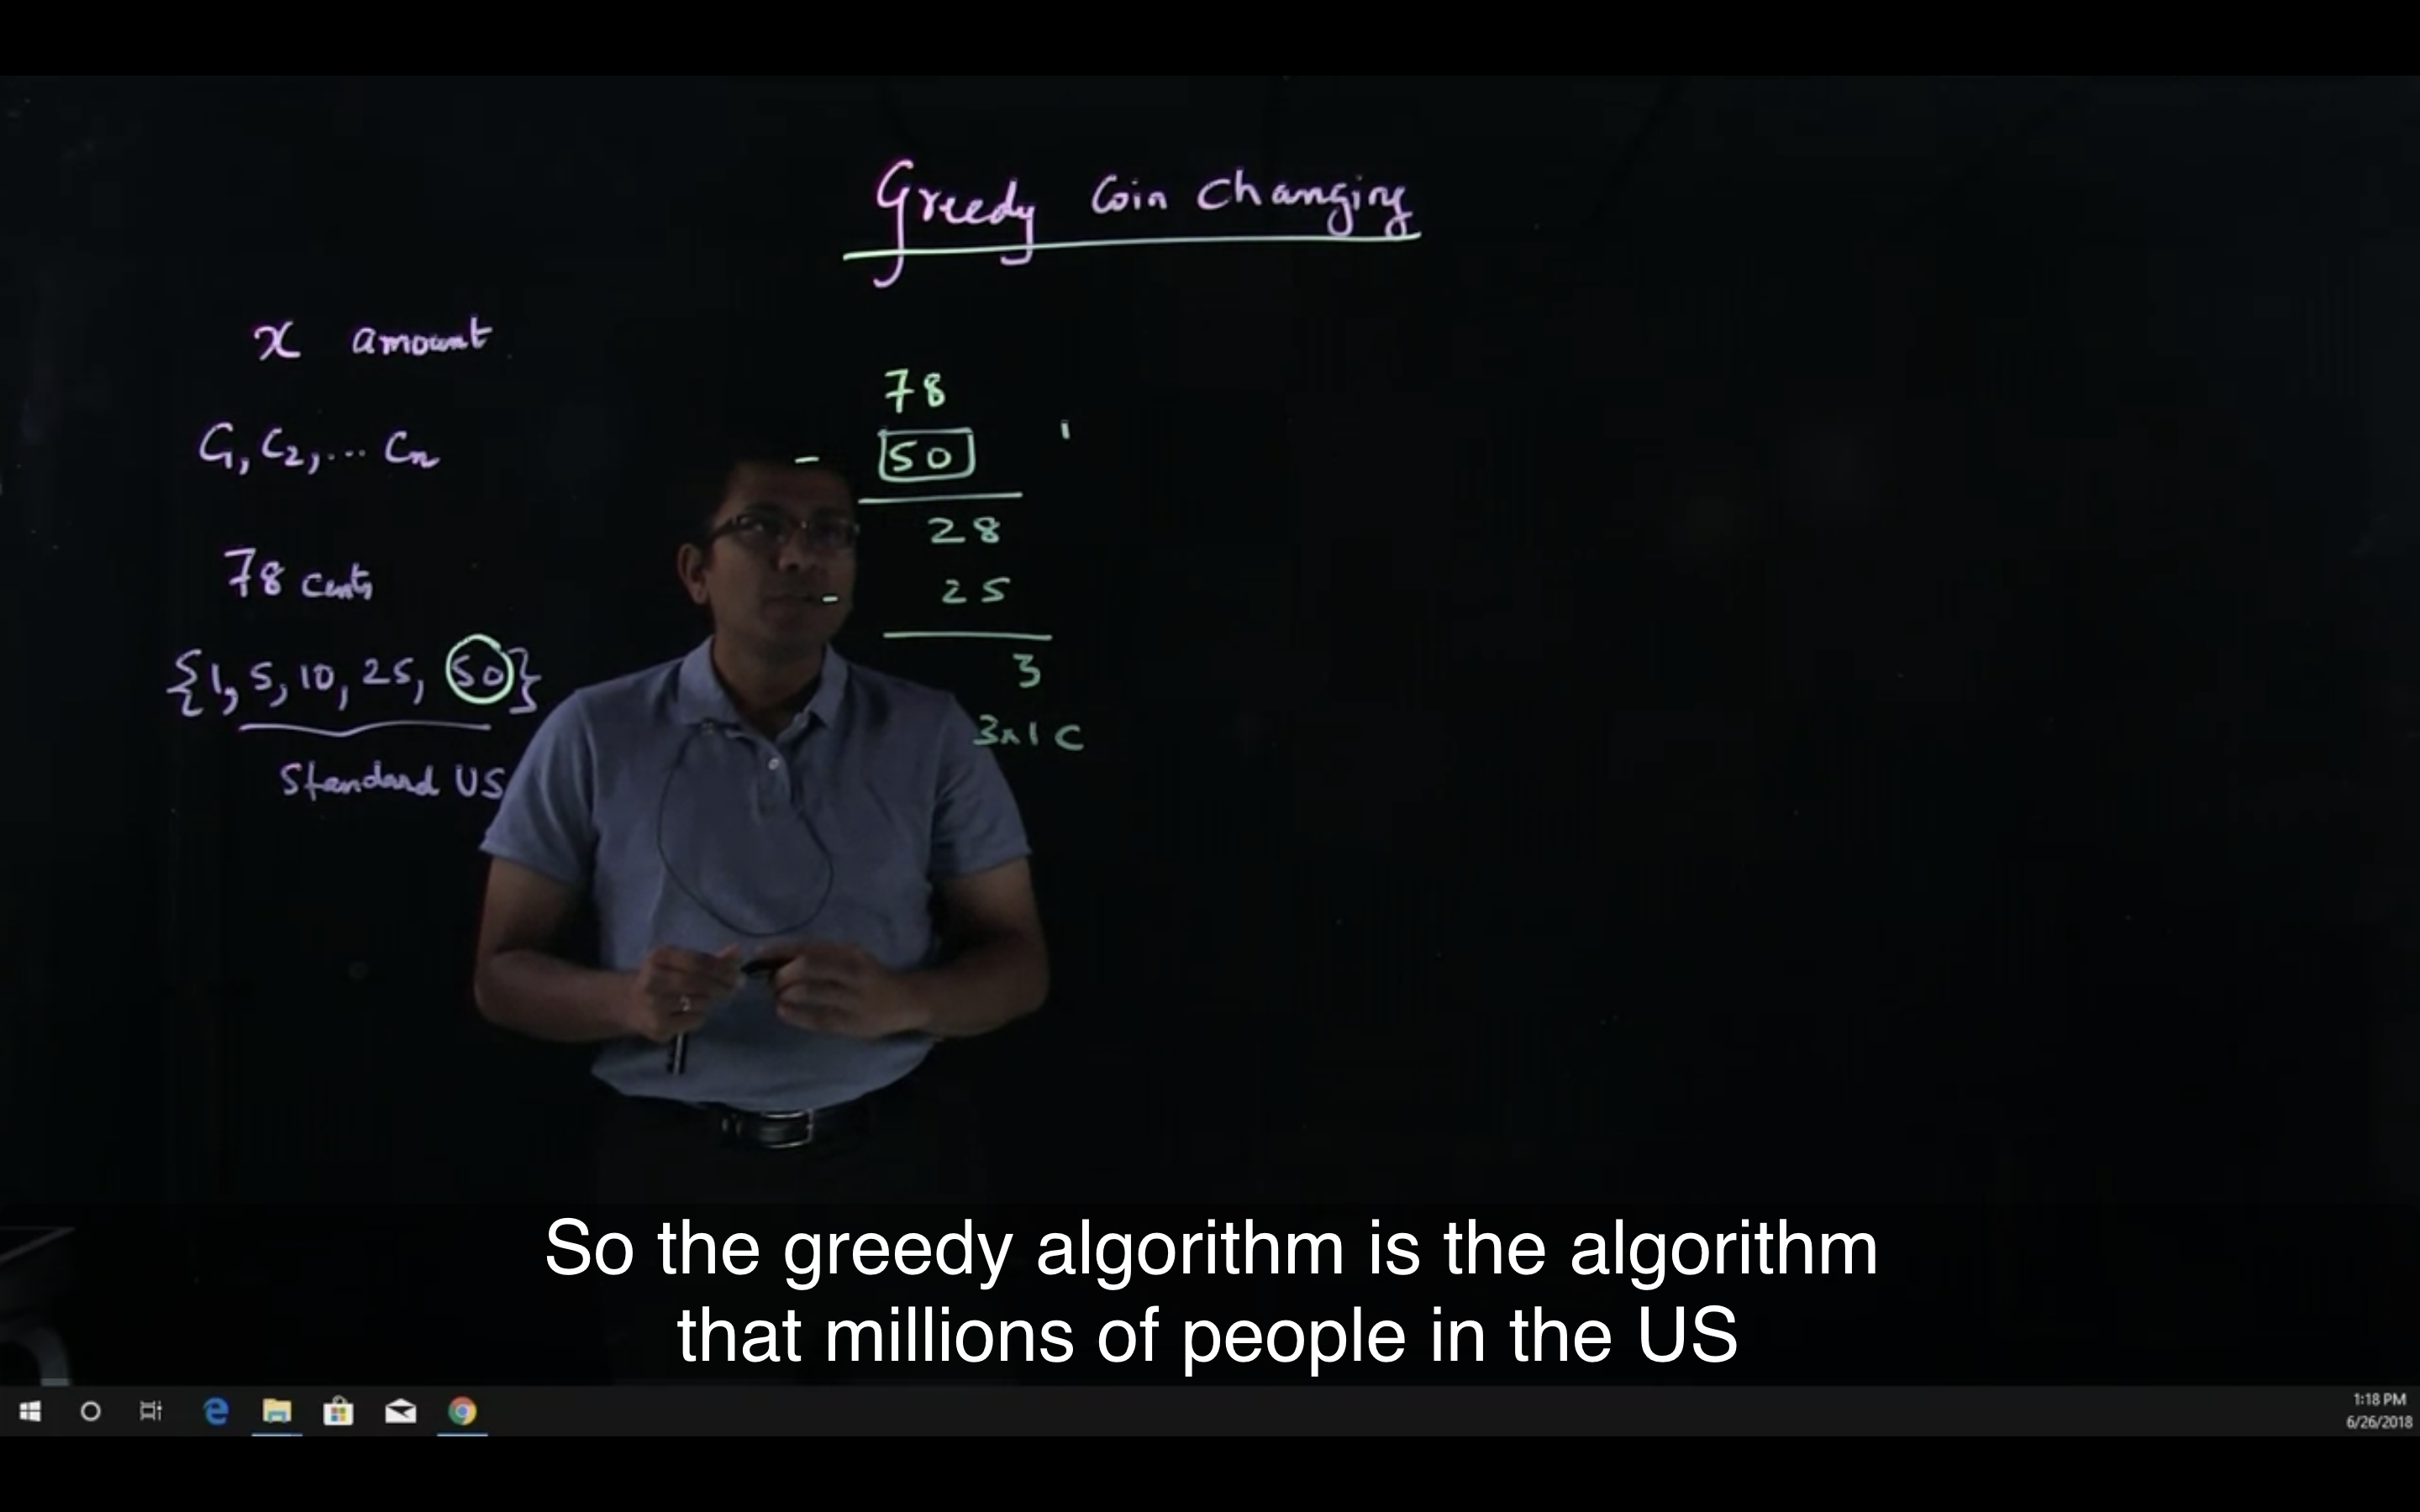 Greedy Coin Changing
x amount
C1, C2, ... Cn
78 cents
{1, 5, 10, 25, 50}
Standard US
78
- 50
28
- 25
3
3x1 C
So the greedy algorithm is the algorithm
that millions of people in the US
1:18 PM
6/26/2018